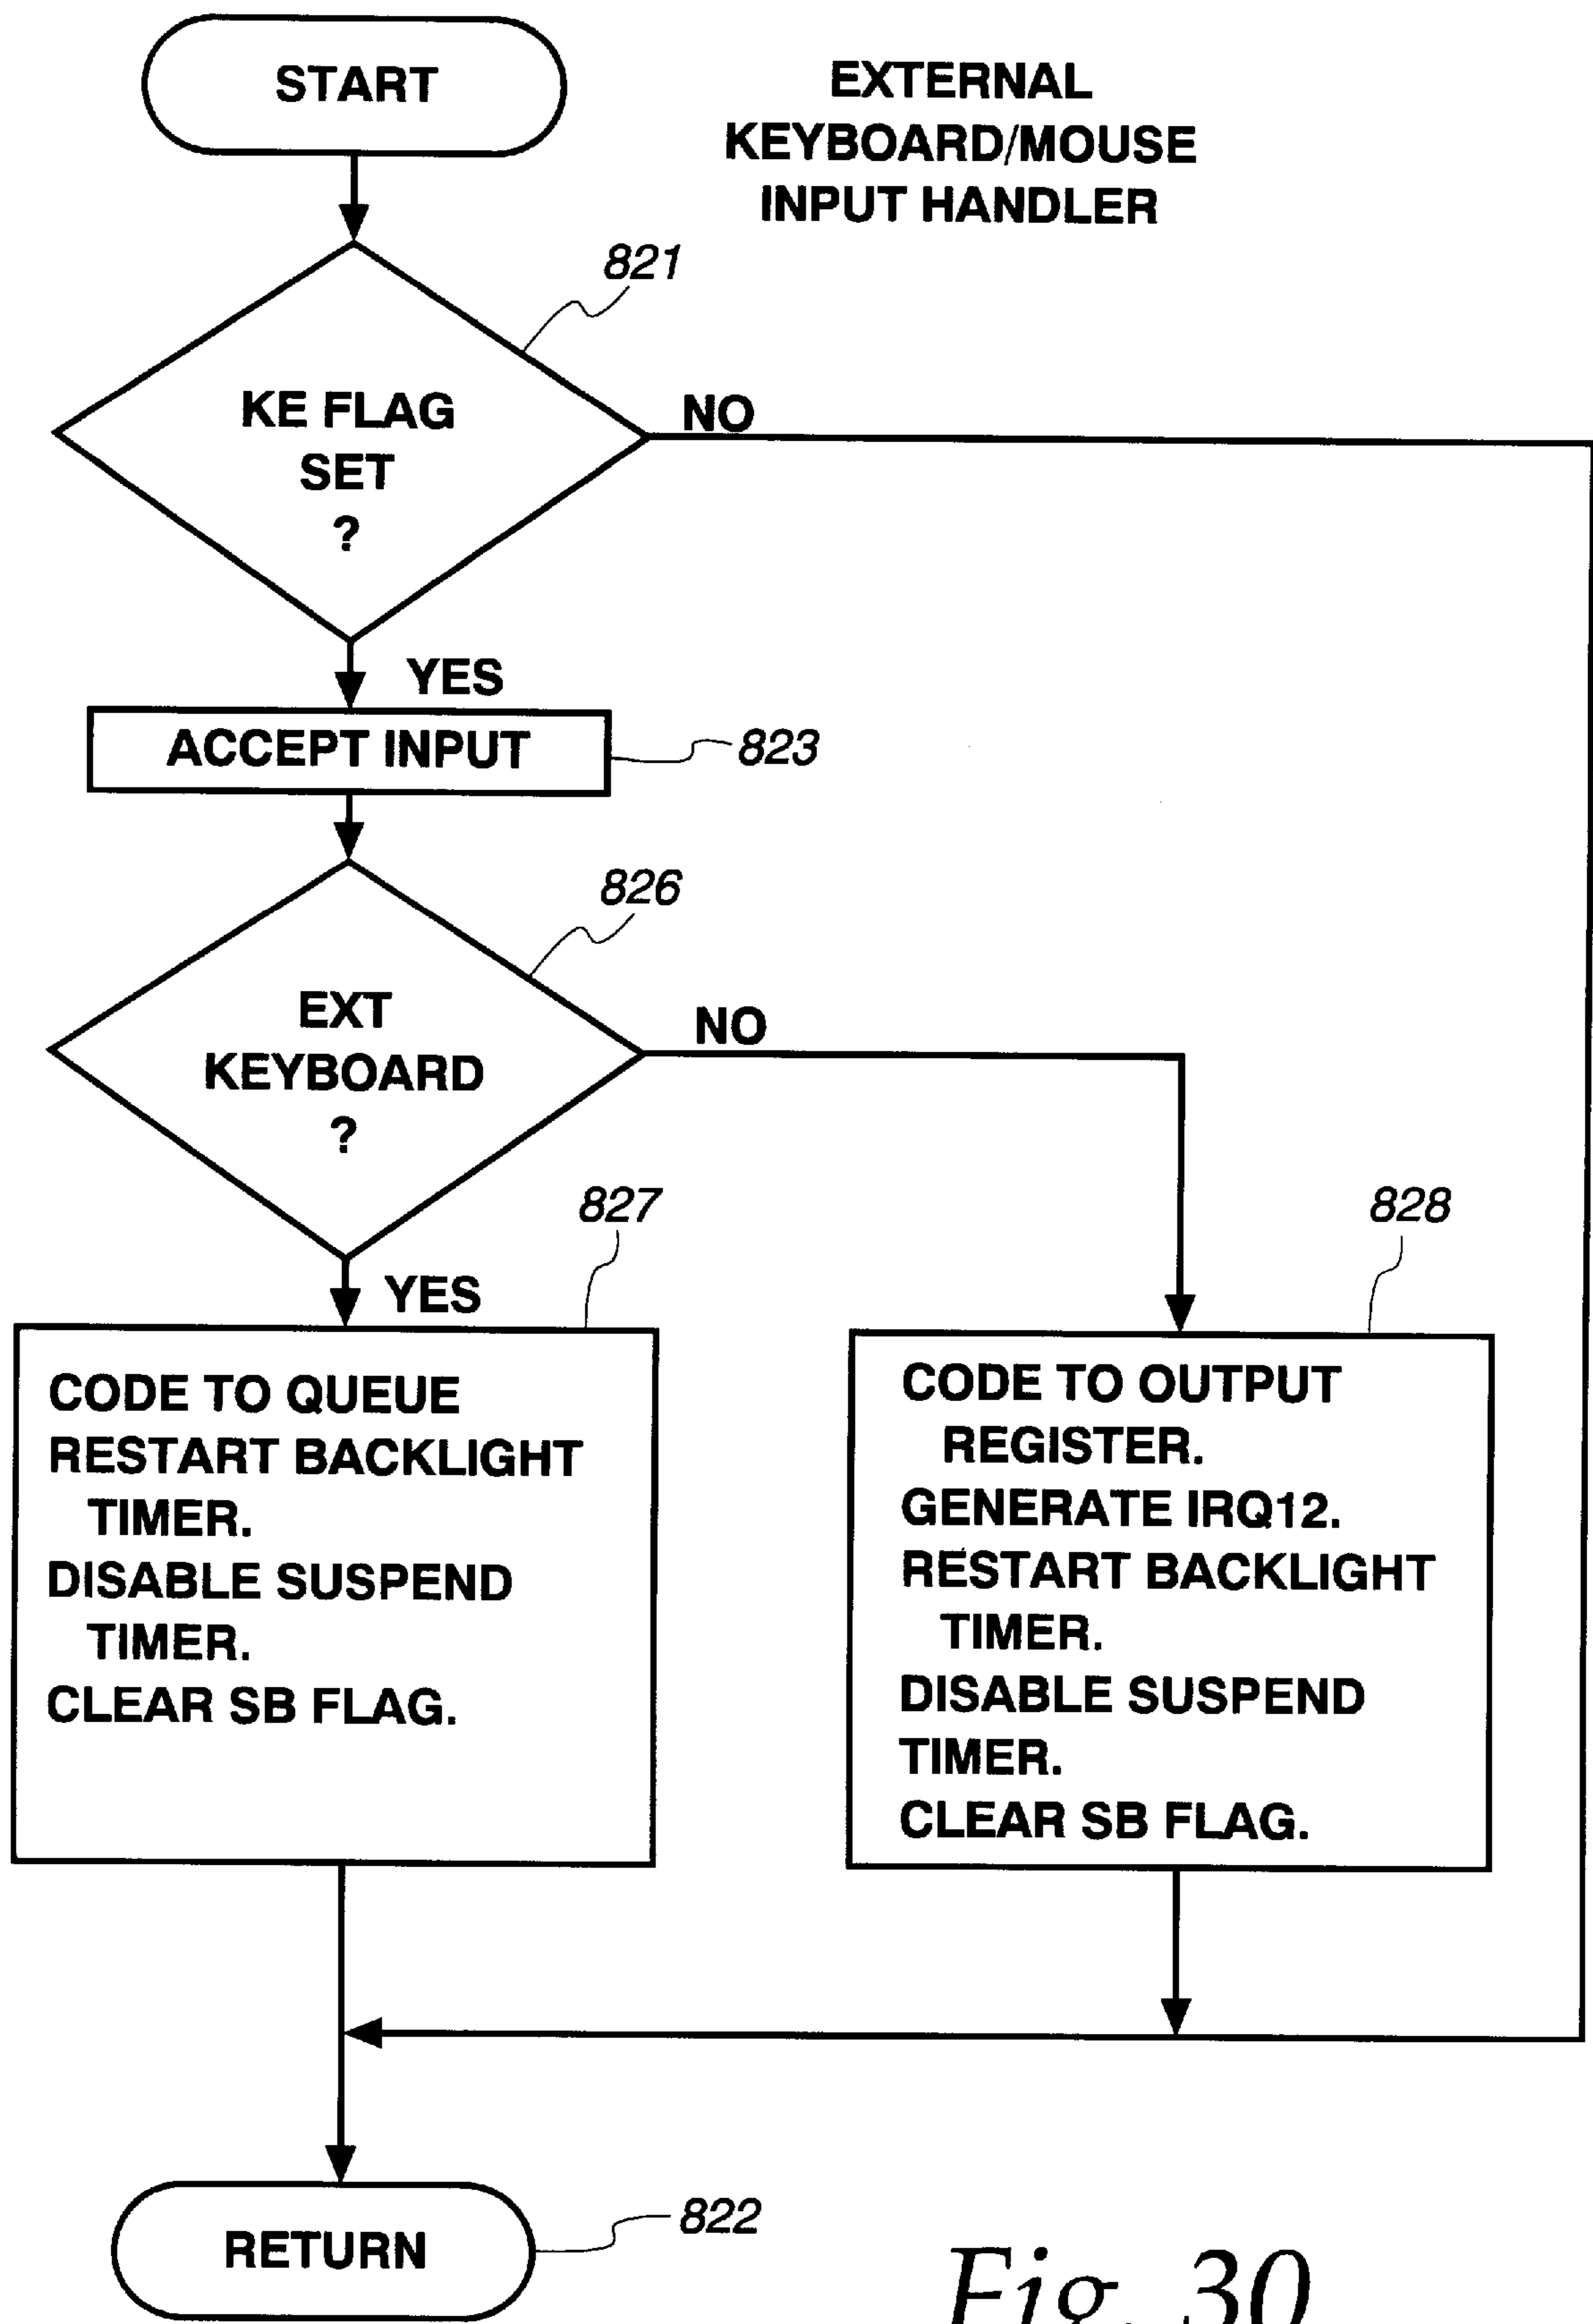 START
EXTERNAL
KEYBOARD/MOUSE
INPUT HANDLER
821
KE FLAG
SET
?
NO
YES
ACCEPT INPUT
823
826
EXT
KEYBOARD
?
NO
YES
827
828
CODE TO QUEUE
RESTART BACKLIGHT
TIMER.
DISABLE SUSPEND
TIMER.
CLEAR SB FLAG.
CODE TO OUTPUT
REGISTER.
GENERATE IRQ12.
RESTART BACKLIGHT
TIMER.
DISABLE SUSPEND
TIMER.
CLEAR SB FLAG.
RETURN
822
Fig. 30